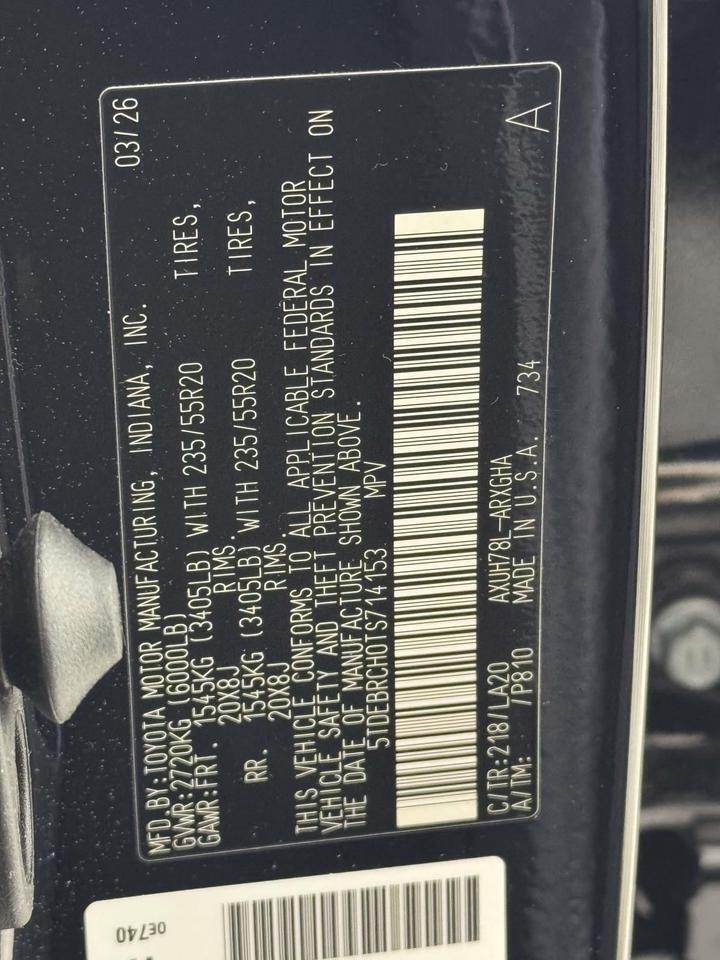 MFD.BY:TOYOTA MOTOR MANUFACTURING, INDIANA, INC. 03/26
GVWR:2720KG (6000LB)
GAWR:FRT. 1545KG (3405LB) WITH 235/55R20 TIRES,
20X8J RIMS.
RR. 1545KG (3405LB) WITH 235/55R20 TIRES,
20X8J RIMS
THIS VEHICLE CONFORMS TO ALL APPLICABLE FEDERAL MOTOR
VEHICLE SAFETY AND THEFT PREVENTION STANDARDS IN EFFECT ON
THE DATE OF MANUFACTURE SHOWN ABOVE.
5TDEBRCH0TS714153 MPV
C/TR:218/LA20 AXUH78L-ARXGHA
A/TM: /P810 MADE IN U.S.A. 734 A
0E740